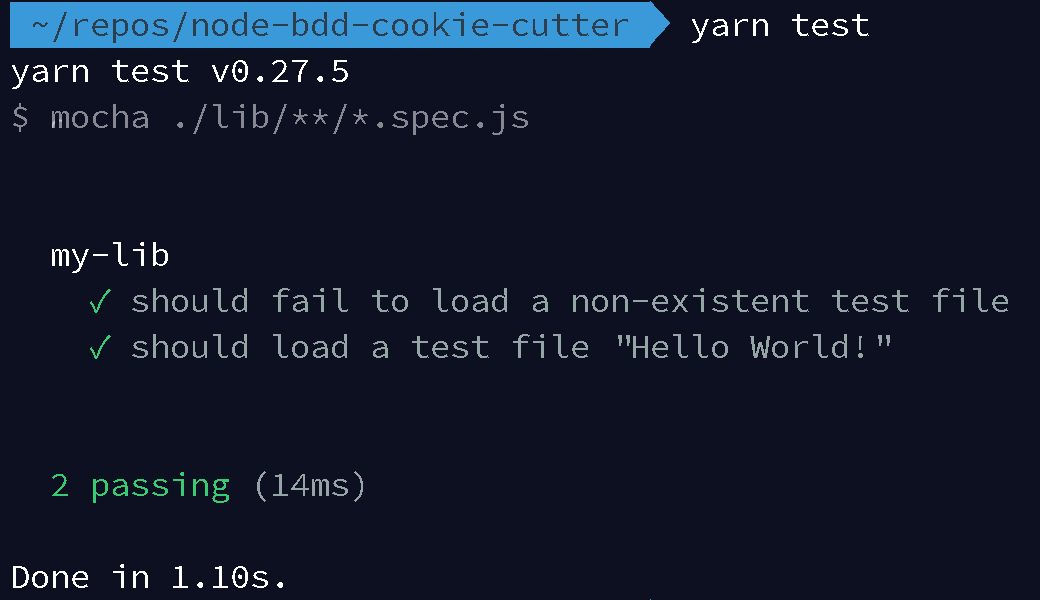 ~/repos/node-bdd-cookie-cutter yarn test
yarn test v0.27.5
$ mocha ./lib/**/*.spec.js
my-lib
✓ should fail to load a non-existent test file
✓ should load a test file "Hello World!"
2 passing (14ms)
Done in 1.10s.